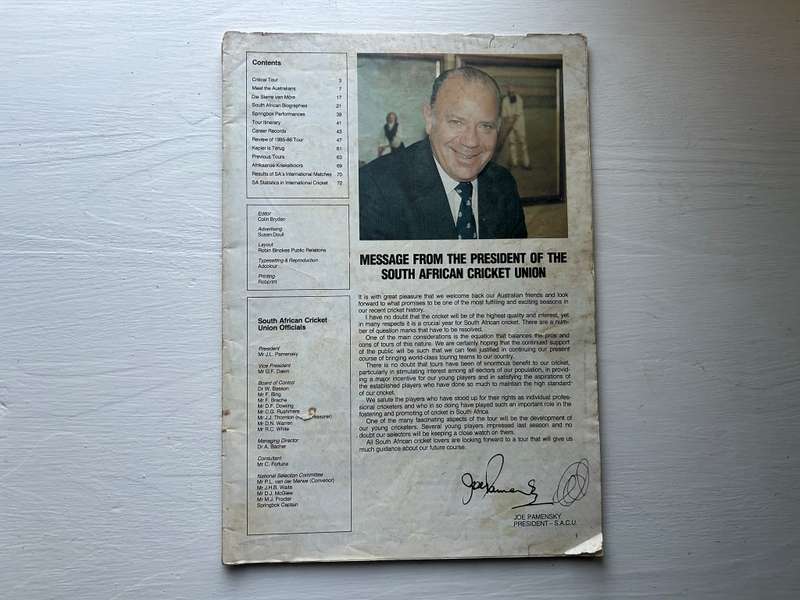 Contents
Critical Tour 3
Meet the Australians 7
Die Sterre van Môre 17
South African Biographies 21
Springbok Performances 39
Tour Itinerary 41
Career Records 43
Review of 1985-86 Tour 47
Kepler is Terug 51
Previous Tours 63
Afrikaanse Krieketkoors 69
Results of SA's International Matches 70
SA Statistics in International Cricket 72
Editor
Colin Bryden
Advertising
Susan Doull
Layout
Robin Binckes Public Relations
Typesetting & Reproduction
Adcolour
Printing
Robprint
South African Cricket
Union Officials
President
Mr J.L. Pamensky
Vice President
Mr G.F. Dakin
Board of Control
Dr W. Basson
Mr F. Bing
Mr F. Brache
Mr D.F. Dowling
Mr C.G. Rushmere
Mr J.J. Thornton
Mr D.N. Warren
Mr R.C. White
Managing Director
Dr A. Bacher
Consultant
Mr C. Fortuna
National Selection Committee
Mr P.L. van der Merwe (Convenor)
Mr J.H.B. Waite
Mr D.J. McGlew
Mr M.J. Procter
Springbok Captain
MESSAGE FROM THE PRESIDENT OF THE
SOUTH AFRICAN CRICKET UNION
It is with great pleasure that we welcome back our Australian friends and look
forward to what promises to be one of the most fulfilling and exciting seasons in
our recent cricket history.
I have no doubt that the cricket will be of the highest quality and interest, yet
in many respects it is a crucial year for South African cricket. There are a num-
ber of question marks that have to be resolved.
One of the main considerations is the equation that balances the pros and
cons of tours of this nature. We are certainly hoping that the continued support
of the public will be such that we can feel justified in continuing our present
course of bringing world-class touring teams to our country.
There is no doubt that tours have been of enormous benefit to our cricket,
particularly in stimulating interest among all sectors of our population, in provid-
ing a major incentive for our young players and in satisfying the aspirations of
the established players who have done so much to maintain the high standard
of our cricket.
We salute the players who have stood up for their rights as individual profes-
sional cricketers and who in so doing have played such an important role in the
fostering and promoting of cricket in South Africa.
One of the many fascinating aspects of the tour will be the development of
our young cricketers. Several young players impressed last season and no
doubt our selectors will be keeping a close watch on them.
All South African cricket lovers are looking forward to a tour that will give us
much guidance about our future course.
Joe Pamensky
JOE PAMENSKY
PRESIDENT – S.A.C.U.
1